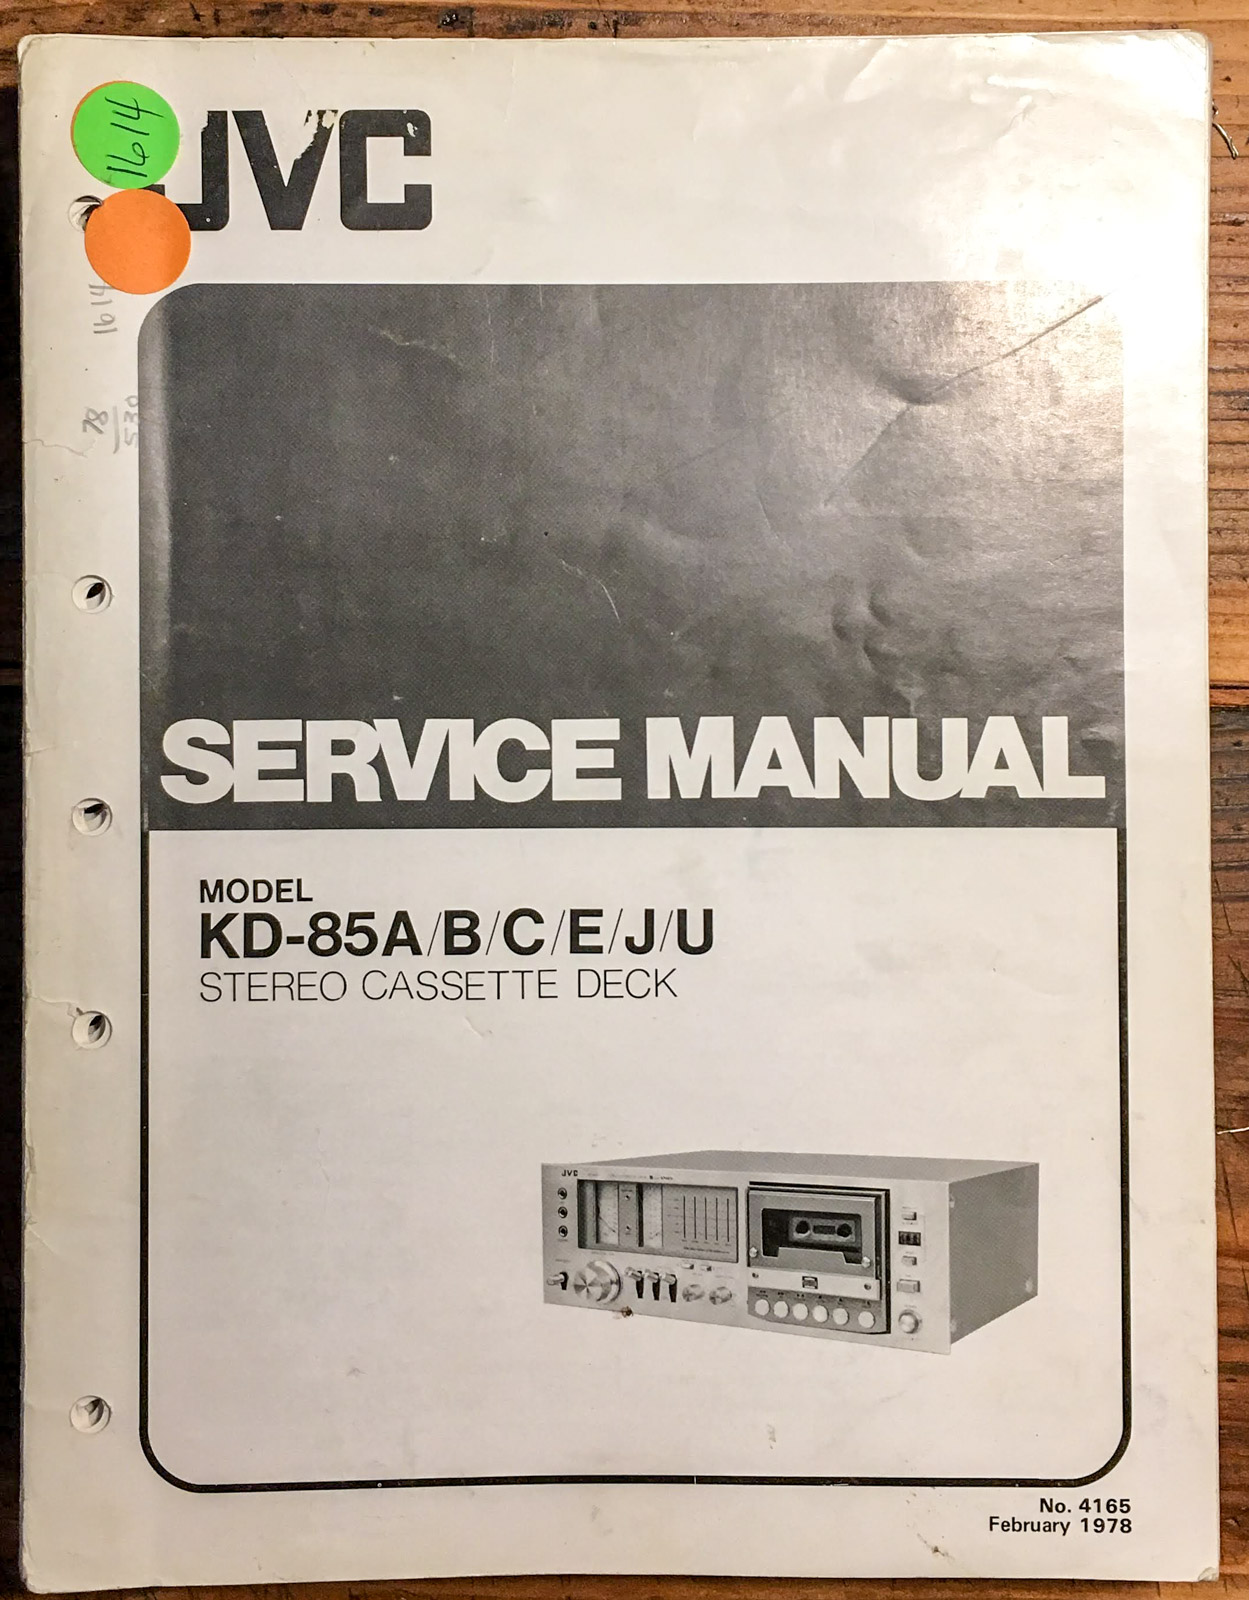 1614
JVC
1614
78
530
SERVICE MANUAL
MODEL
KD-85A/B/C/E/J/U
STEREO CASSETTE DECK
JVC
No. 4165
February 1978